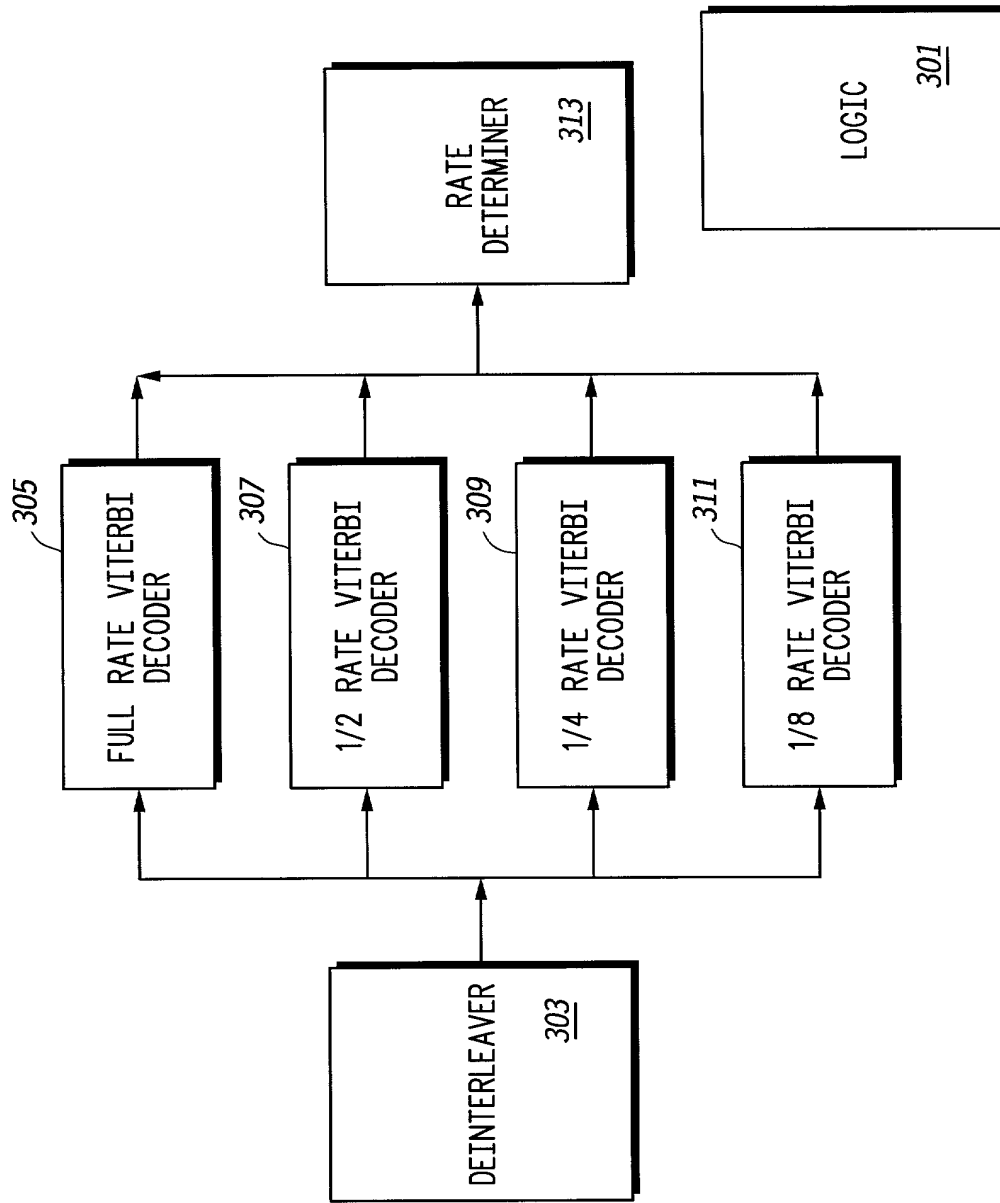 DEINTERLEAVER
303
305
FULL RATE VITERBI
DECODER
307
1/2 RATE VITERBI
DECODER
309
1/4 RATE VITERBI
DECODER
311
1/8 RATE VITERBI
DECODER
RATE
DETERMINER
313
LOGIC
301